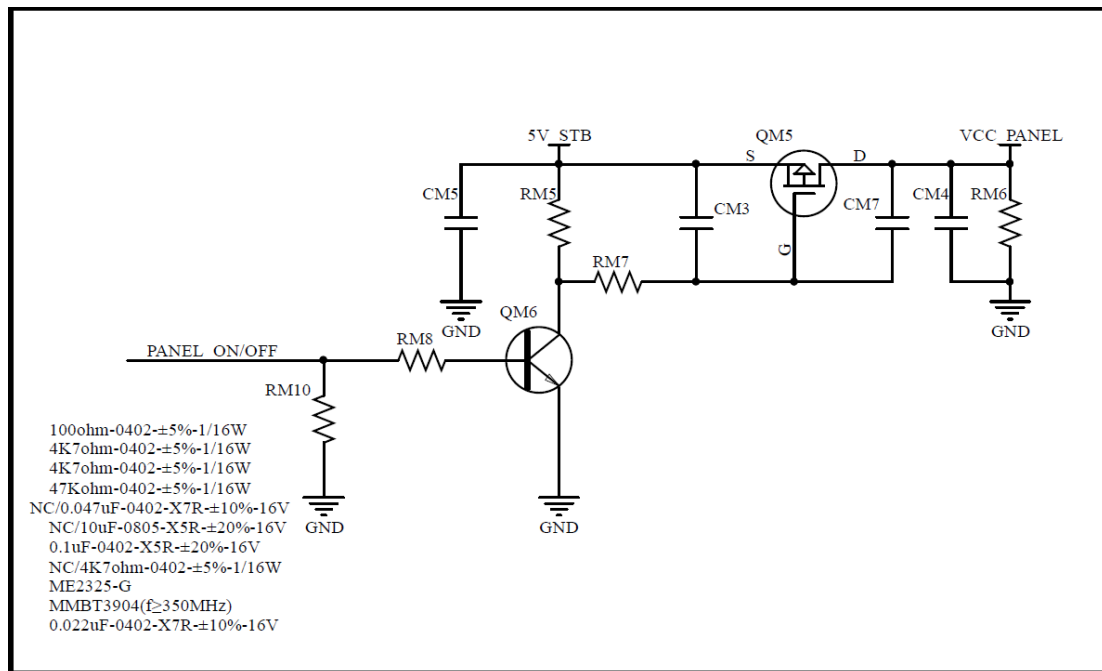 5V_STB
QM5
VCC_PANEL
S
D
CM5
RM5
CM3
CM7
CM4
RM6
G
RM7
QM6
GND
GND
RM8
PANEL_ON/OFF
RM10
100ohm-0402-±5%-1/16W
4K7ohm-0402-±5%-1/16W
4K7ohm-0402-±5%-1/16W
47Kohm-0402-±5%-1/16W
NC/0.047uF-0402-X7R-±10%-16V
NC/10uF-0805-X5R-±20%-16V
0.1uF-0402-X5R-±20%-16V
NC/4K7ohm-0402-±5%-1/16W
ME2325-G
MMBT3904(f≥350MHz)
0.022uF-0402-X7R-±10%-16V
GND
GND